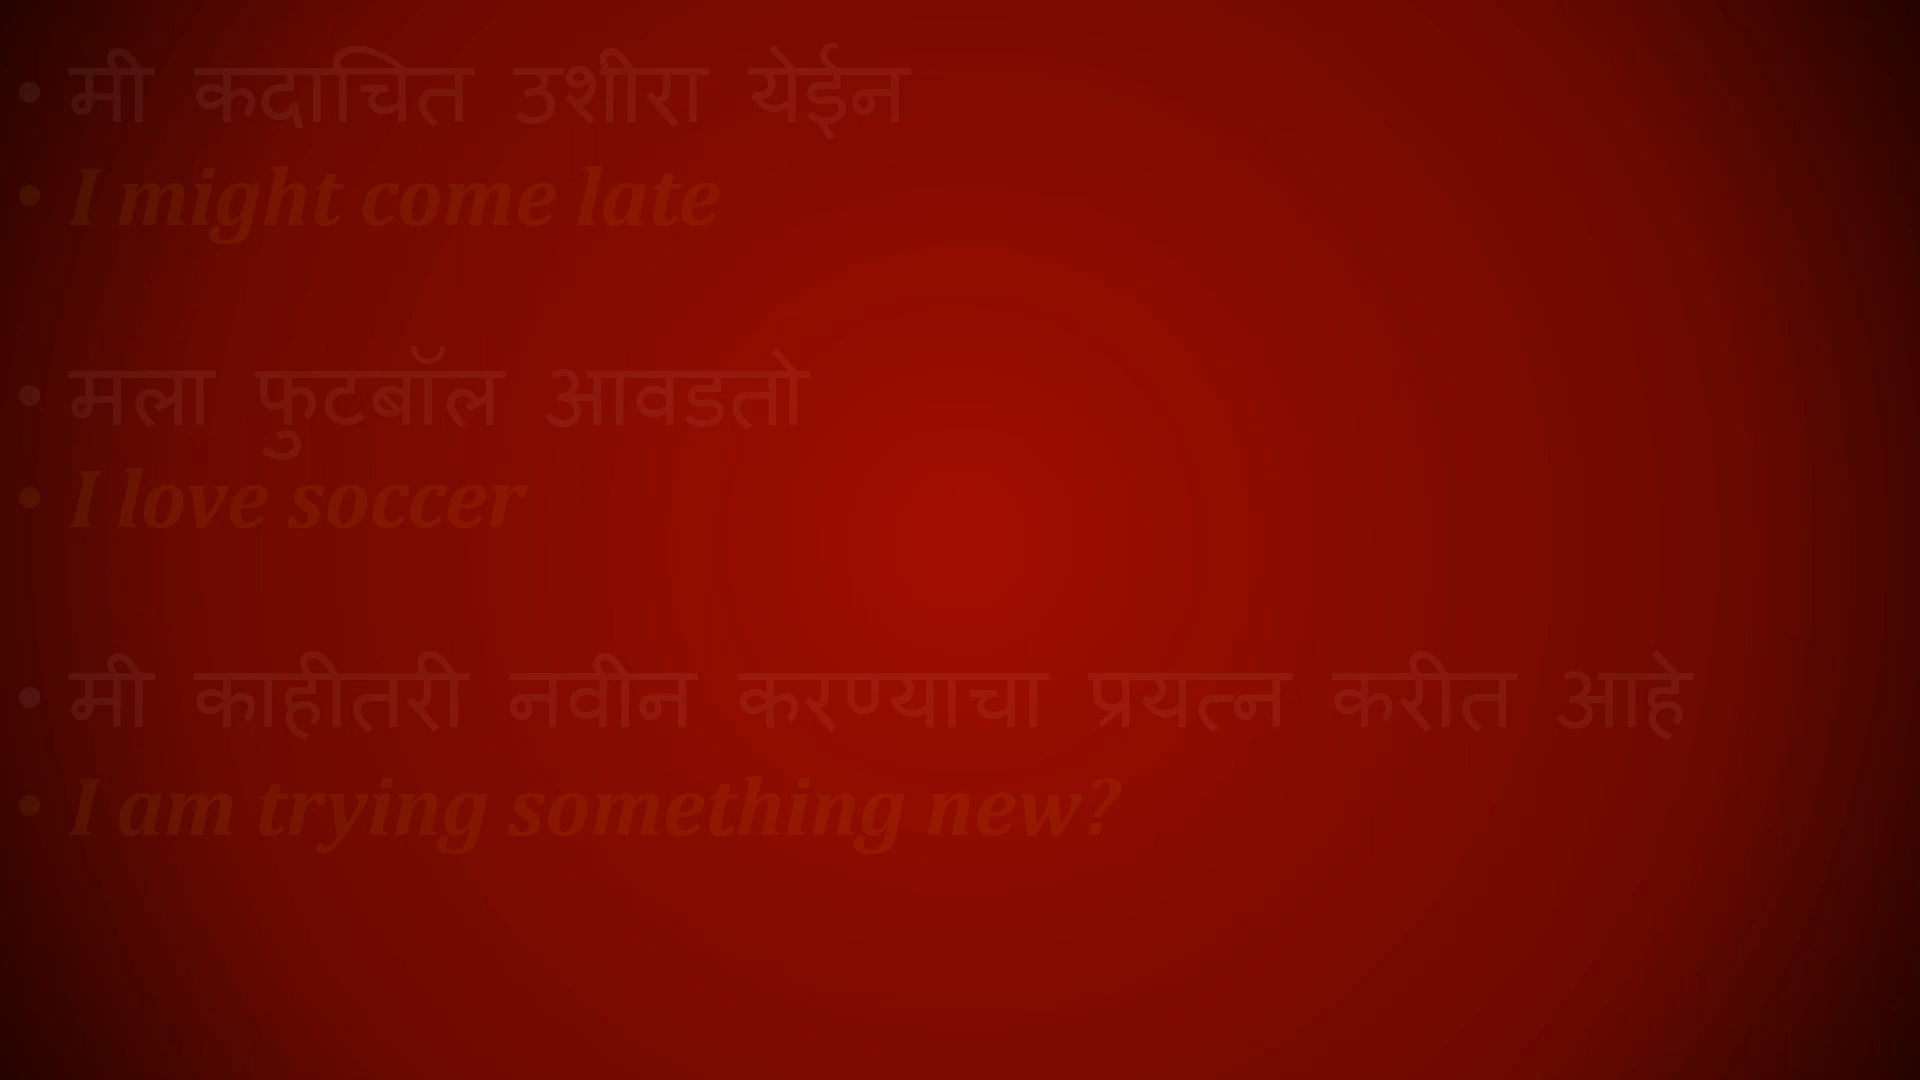 • मी कदाचित उशीरा येईन
• I might come late
• मला फुटबॉल आवडतो
• I love soccer
• मी काहीतरी नवीन करण्याचा प्रयत्न करीत आहे
• I am trying something new?